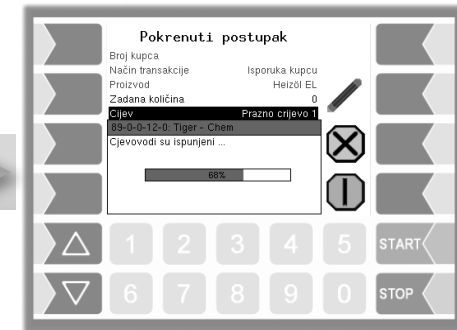 Pokrenuti postupak
Broj kupca
Način transakcije Isporuka kupcu
Proizvod Heizöl EL
Zadana količina 0
Cijev Prazno crijevo 1
89-0-0-12-0: Tiger - Chem
Cjevovodi su ispunjeni ...
68%
1 2 3 4 5 START
6 7 8 9 0 STOP